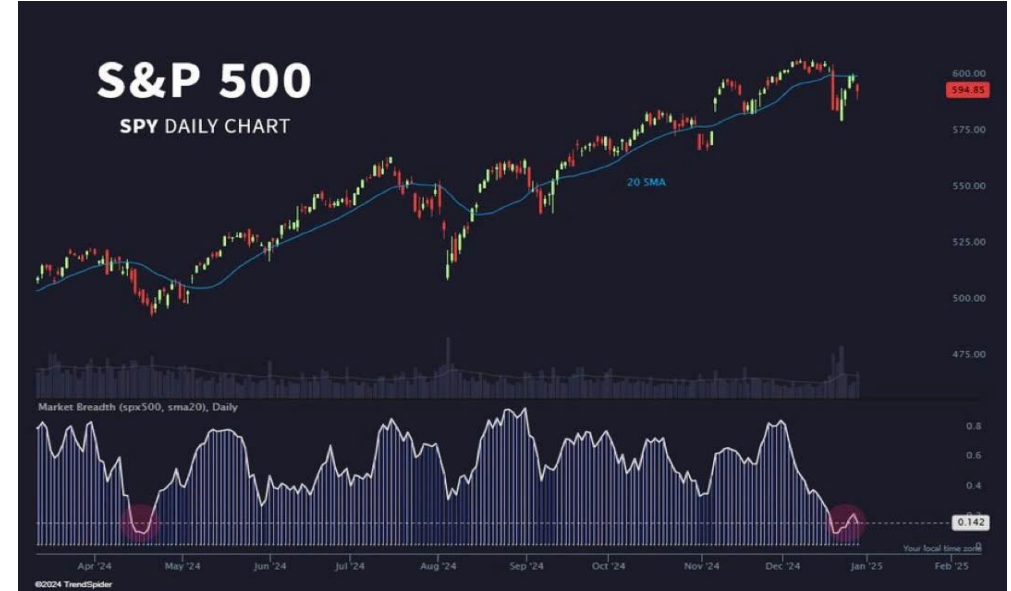 S&P 500
SPY DAILY CHART
600.00
594.85
575.00
550.00
20 SMA
525.00
500.00
475.00
Market Breadth (spx500, sma20), Daily
0.8
0.6
0.4
0.142
0
Your local time zone
Apr '24 May '24 Jun '24 Jul '24 Aug '24 Sep '24 Oct '24 Nov '24 Dec '24 Jan '25 Feb '25
©2024 TrendSpider